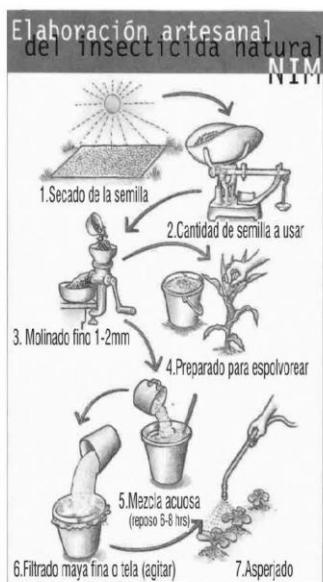 Elaboración artesanal
del insecticida natural
NIM
1.Secado de la semilla
2.Cantidad de semilla a usar
3. Molinado fino 1-2mm
4.Preparado para espolvorear
5.Mezcla acuosa
(reposo 6-8 hrs)
6.Filtrado maya fina o tela (agitar)
7.Asperjado